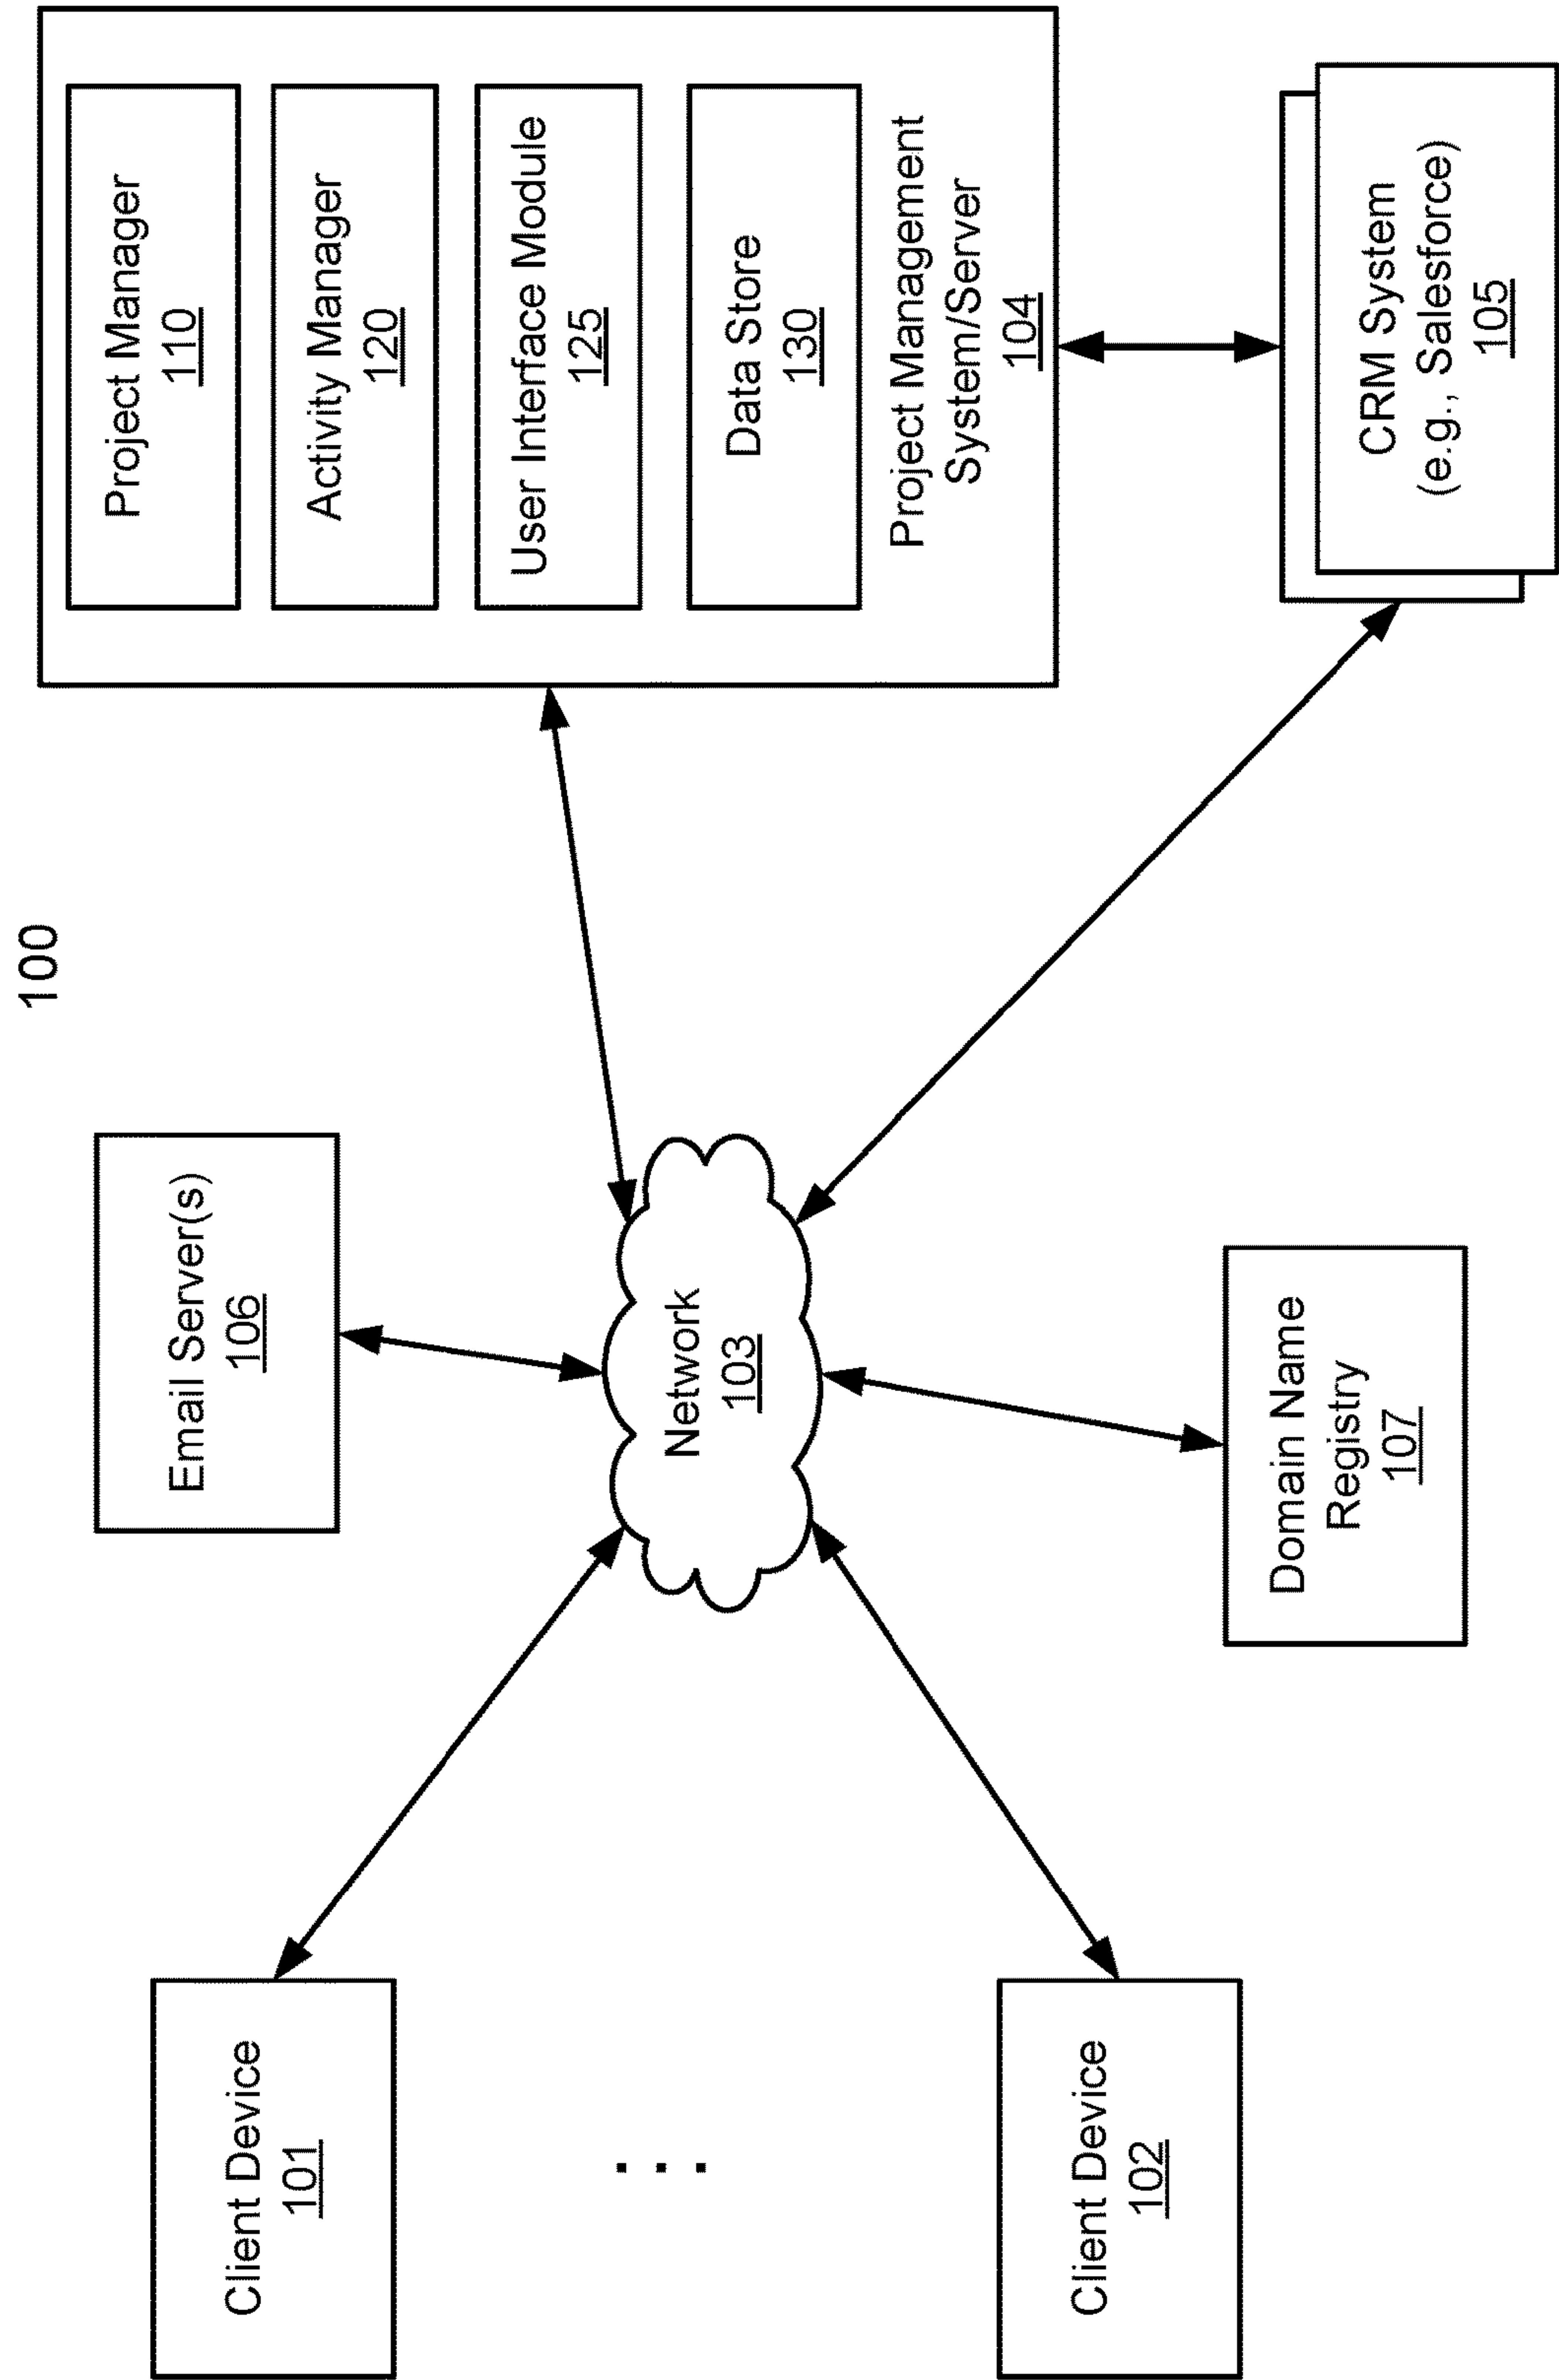 100
Client Device
101
. . .
Client Device
102
Email Server(s)
106
Network
103
Domain Name
Registry
107
Project Manager
110
Activity Manager
120
User Interface Module
125
Data Store
130
Project Management
System/Server
104
CRM System
(e.g., Salesforce)
105